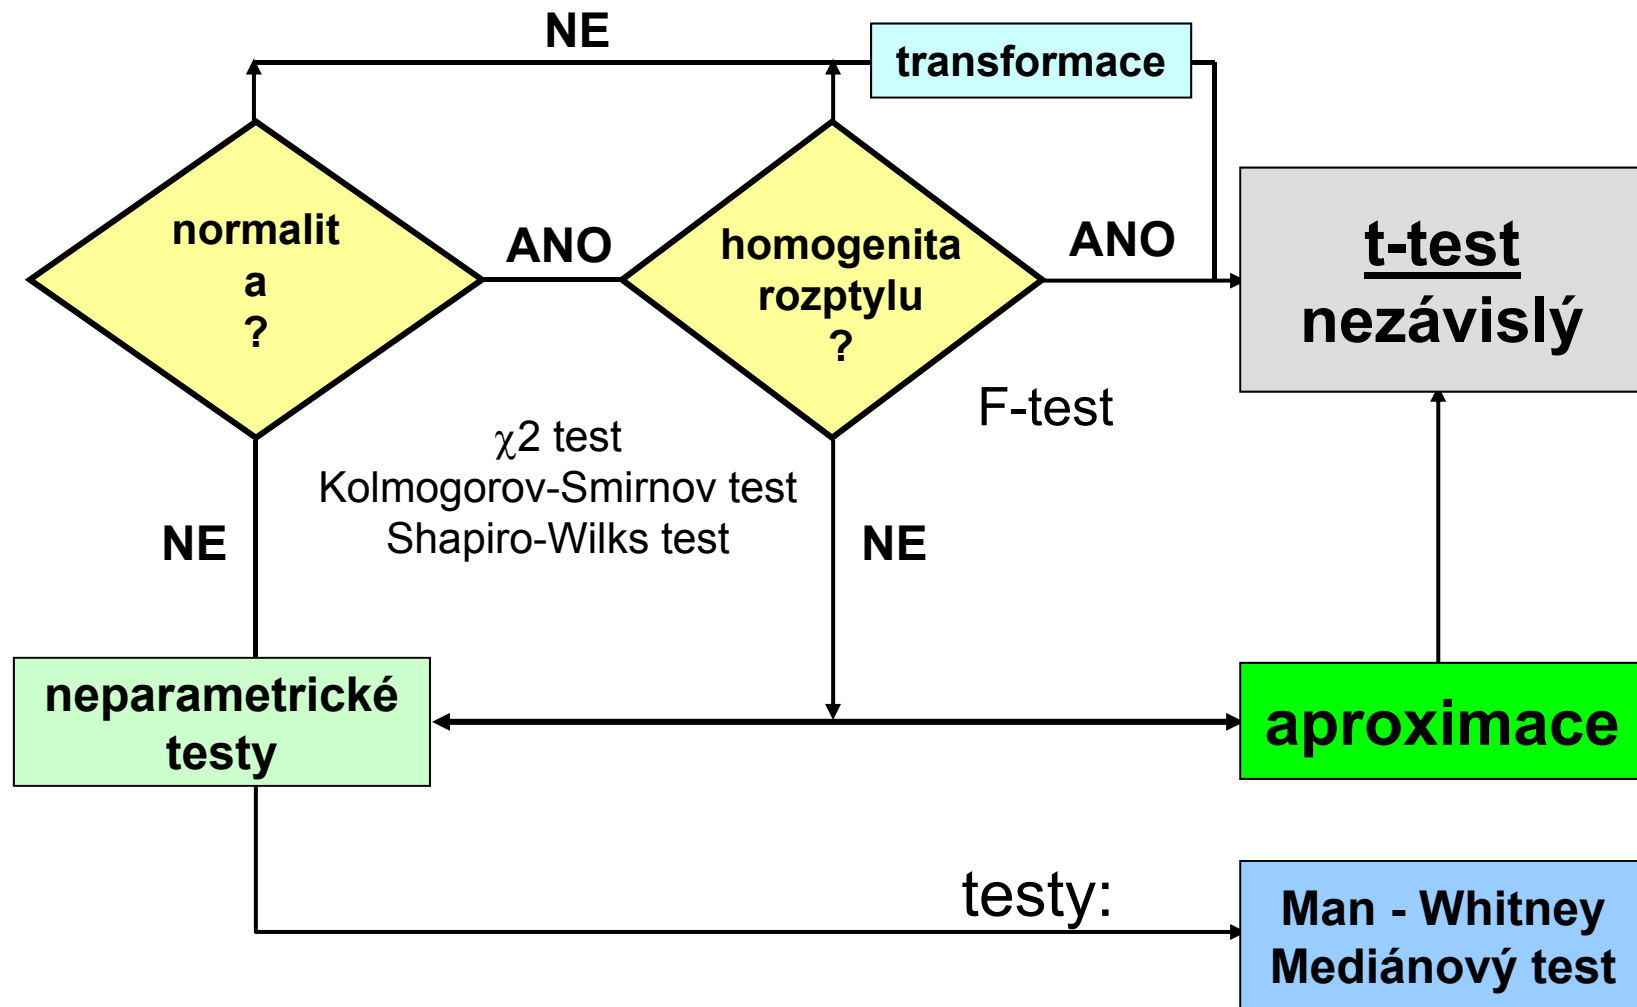 NE
transformace
normalit
a
?
ANO
homogenita
rozptylu
?
ANO
t-test
nezávislý
F-test
χ2 test
Kolmogorov-Smirnov test
Shapiro-Wilks test
NE
NE
neparametrické
testy
aproximace
testy:
Man - Whitney
Mediánový test